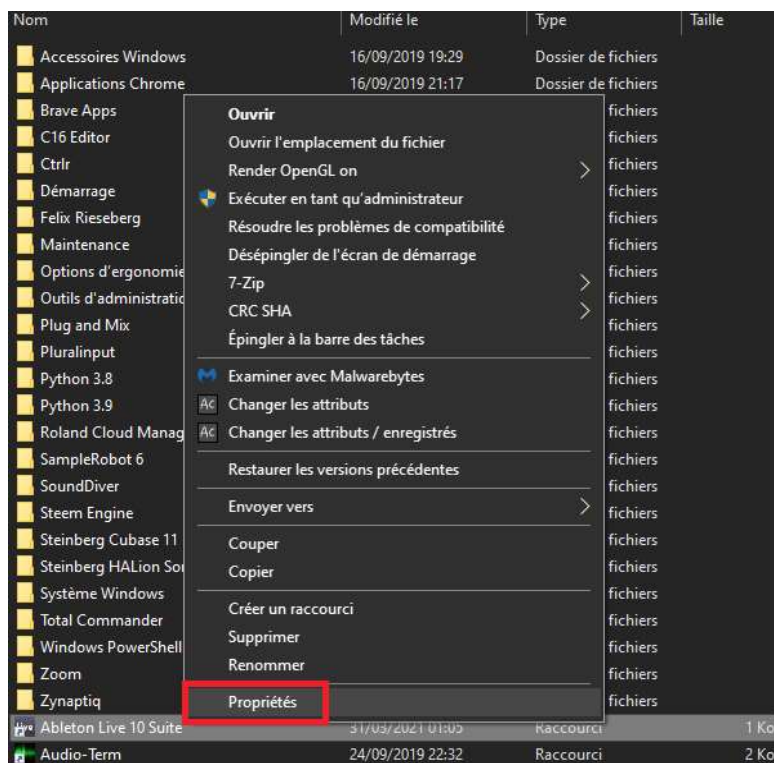 Nom Modifié le Type Taille
Accessoires Windows 16/09/2019 19:29 Dossier de fichiers
Applications Chrome 16/09/2019 21:17 Dossier de fichiers
Brave Apps fichiers
C16 Editor fichiers
Ctrlr fichiers
Démarrage fichiers
Felix Rieseberg fichiers
Maintenance fichiers
Options d'ergonomie fichiers
Outils d'administratio fichiers
Plug and Mix fichiers
Pluralinput fichiers
Python 3.8 fichiers
Python 3.9 fichiers
Roland Cloud Manag fichiers
SampleRobot 6 fichiers
SoundDiver fichiers
Steem Engine fichiers
Steinberg Cubase 11 fichiers
Steinberg HALion So fichiers
Système Windows fichiers
Total Commander fichiers
Windows PowerShell fichiers
Zoom fichiers
Zynaptiq fichiers
Ableton Live 10 Suite 31/03/2021 01:05 Raccourci 1 Ko
Audio-Term 24/09/2019 22:32 Raccourci 2 Ko
Ouvrir
Ouvrir l'emplacement du fichier
Render OpenGL on
Exécuter en tant qu'administrateur
Résoudre les problèmes de compatibilité
Désépingler de l'écran de démarrage
7-Zip
CRC SHA
Épingler à la barre des tâches
Examiner avec Malwarebytes
Ac Changer les attributs
Ac Changer les attributs / enregistrés
Restaurer les versions précédentes
Envoyer vers
Couper
Copier
Créer un raccourci
Supprimer
Renommer
Propriétés